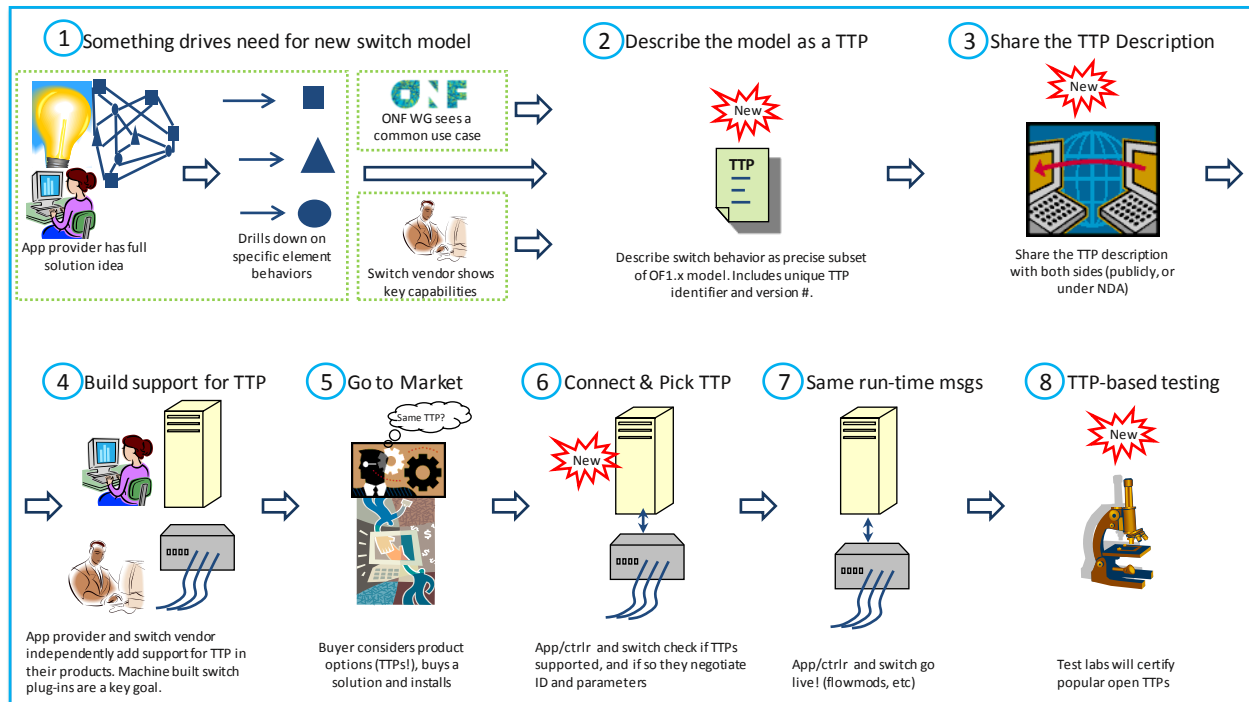 1 Something drives need for new switch model
ONF
ONF WG sees a
common use case
App provider has full
solution idea
Drills down on
specific element
behaviors
Switch vendor shows
key capabilities
2 Describe the model as a TTP
New
TTP
Describe switch behavior as precise subset
of OF1.x model. Includes unique TTP
identifier and version #.
3 Share the TTP Description
New
Share the TTP description
with both sides (publicly, or
under NDA)
4 Build support for TTP
App provider and switch vendor
independently add support for TTP in
their products. Machine built switch
plug-ins are a key goal.
5 Go to Market
Same TTP?
Buyer considers product
options (TTPs!), buys a
solution and installs
6 Connect & Pick TTP
New
App/ctrlr and switch check if TTPs
supported, and if so they negotiate
ID and parameters
7 Same run-time msgs
App/ctrlr and switch go
live! (flowmods, etc)
8 TTP-based testing
New
Test labs will certify
popular open TTPs